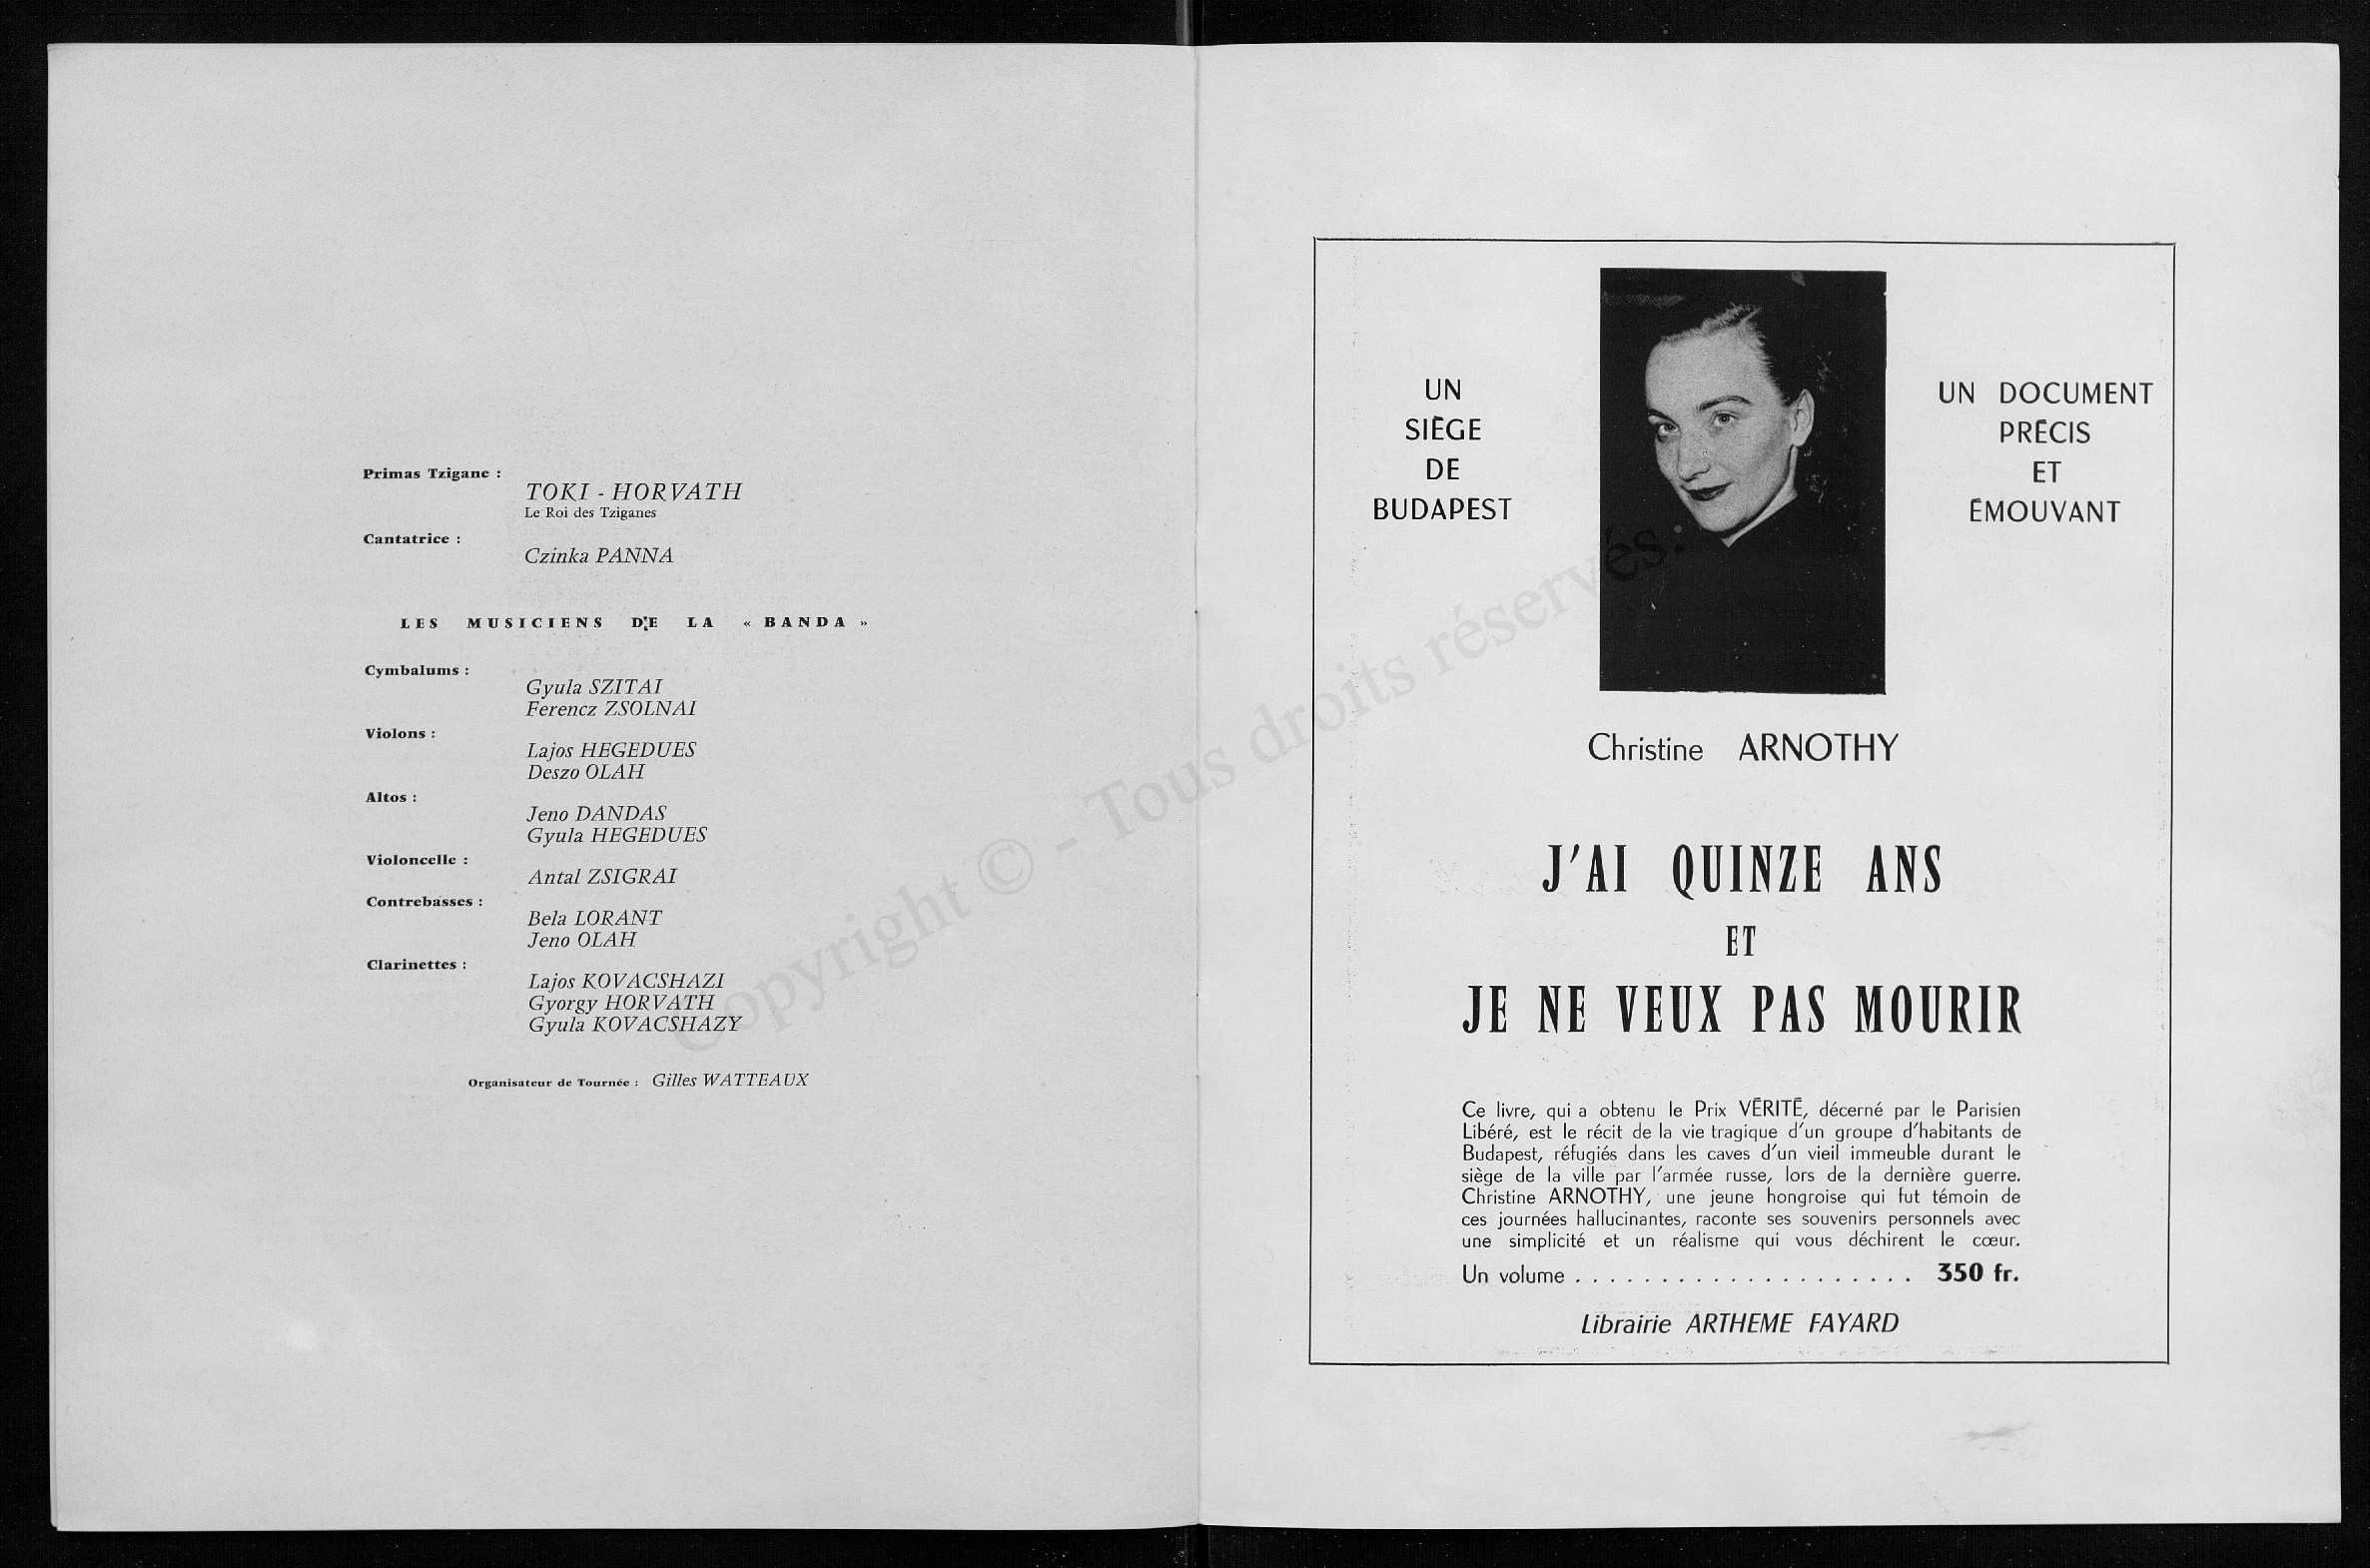 Primas Tzigane :
TOKI - HORVATH
Le Roi des Tziganes
Cantatrice :
Czinka PANNA
LES MUSICIENS DE LA « BANDA »
Cymbalums :
Gyula SZITAI
Ferencz ZSOLNAI
Violons :
Lajos HEGEDUES
Deszo OLAH
Altos :
Jeno DANDAS
Gyula HEGEDUES
Violoncelle :
Antal ZSIGRAI
Contrebasses :
Bela LORANT
Jeno OLAH
Clarinettes :
Lajos KOVACSHAZI
Gyorgy HORVATH
Gyula KOVACSHAZY
Organisateur de Tournée : Gilles WATTEAUX
UN
SIÈGE
DE
BUDAPEST
UN DOCUMENT
PRÉCIS
ET
ÉMOUVANT
Christine ARNOTHY
J'AI QUINZE ANS
ET
JE NE VEUX PAS MOURIR
Ce livre, qui a obtenu le Prix VÉRITÉ, décerné par le Parisien
Libéré, est le récit de la vie tragique d'un groupe d'habitants de
Budapest, réfugiés dans les caves d'un vieil immeuble durant le
siège de la ville par l'armée russe, lors de la dernière guerre.
Christine ARNOTHY, une jeune hongroise qui fut témoin de
ces journées hallucinantes, raconte ses souvenirs personnels avec
une simplicité et un réalisme qui vous déchirent le cœur.
Un volume . . . . . . . . . . . . . . . . . . . . 350 fr.
Librairie ARTHEME FAYARD
Copyright © - Tous droits réservés.